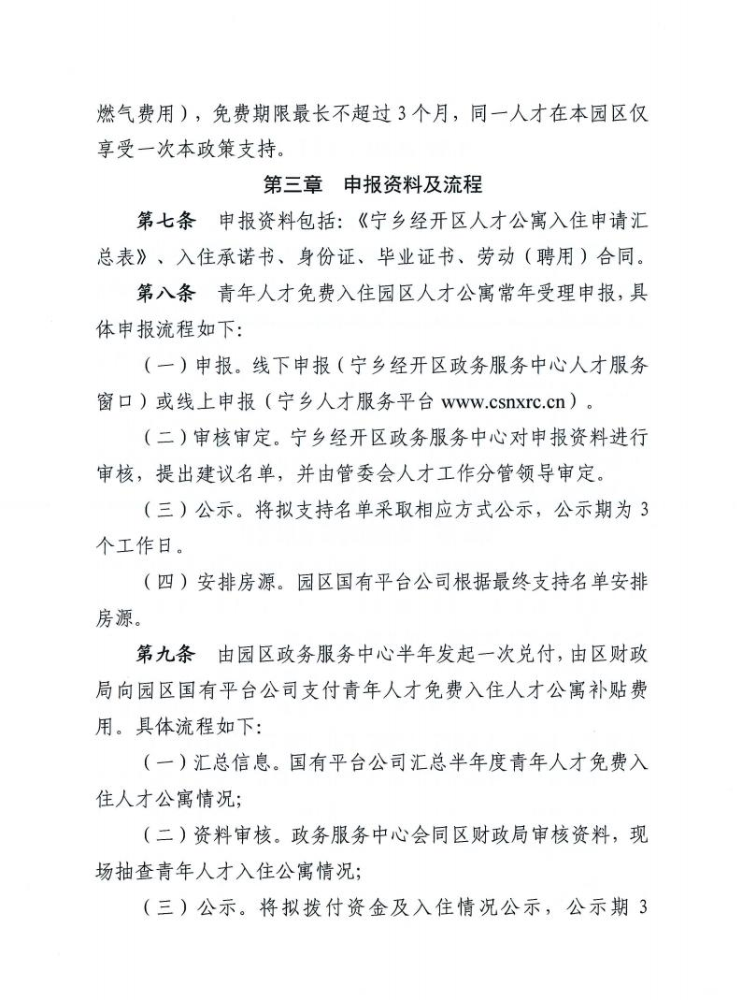 燃气费用），免费期限最长不超过 3 个月，同一人才在本园区仅
享受一次本政策支持。
第三章　申报资料及流程
第七条　申报资料包括：《宁乡经开区人才公寓入住申请汇
总表》、入住承诺书、身份证、毕业证书、劳动（聘用）合同。
第八条　青年人才免费入住园区人才公寓常年受理申报，具
体申报流程如下：
（一）申报。线下申报（宁乡经开区政务服务中心人才服务
窗口）或线上申报（宁乡人才服务平台 www.csnxrc.cn）。
（二）审核审定。宁乡经开区政务服务中心对申报资料进行
审核，提出建议名单，并由管委会人才工作分管领导审定。
（三）公示。将拟支持名单采取相应方式公示，公示期为 3
个工作日。
（四）安排房源。园区国有平台公司根据最终支持名单安排
房源。
第九条　由园区政务服务中心半年发起一次兑付，由区财政
局向园区国有平台公司支付青年人才免费入住人才公寓补贴费
用。具体流程如下：
（一）汇总信息。国有平台公司汇总半年度青年人才免费入
住人才公寓情况；
（二）资料审核。政务服务中心会同区财政局审核资料，现
场抽查青年人才入住公寓情况；
（三）公示。将拟拨付资金及入住情况公示，公示期 3